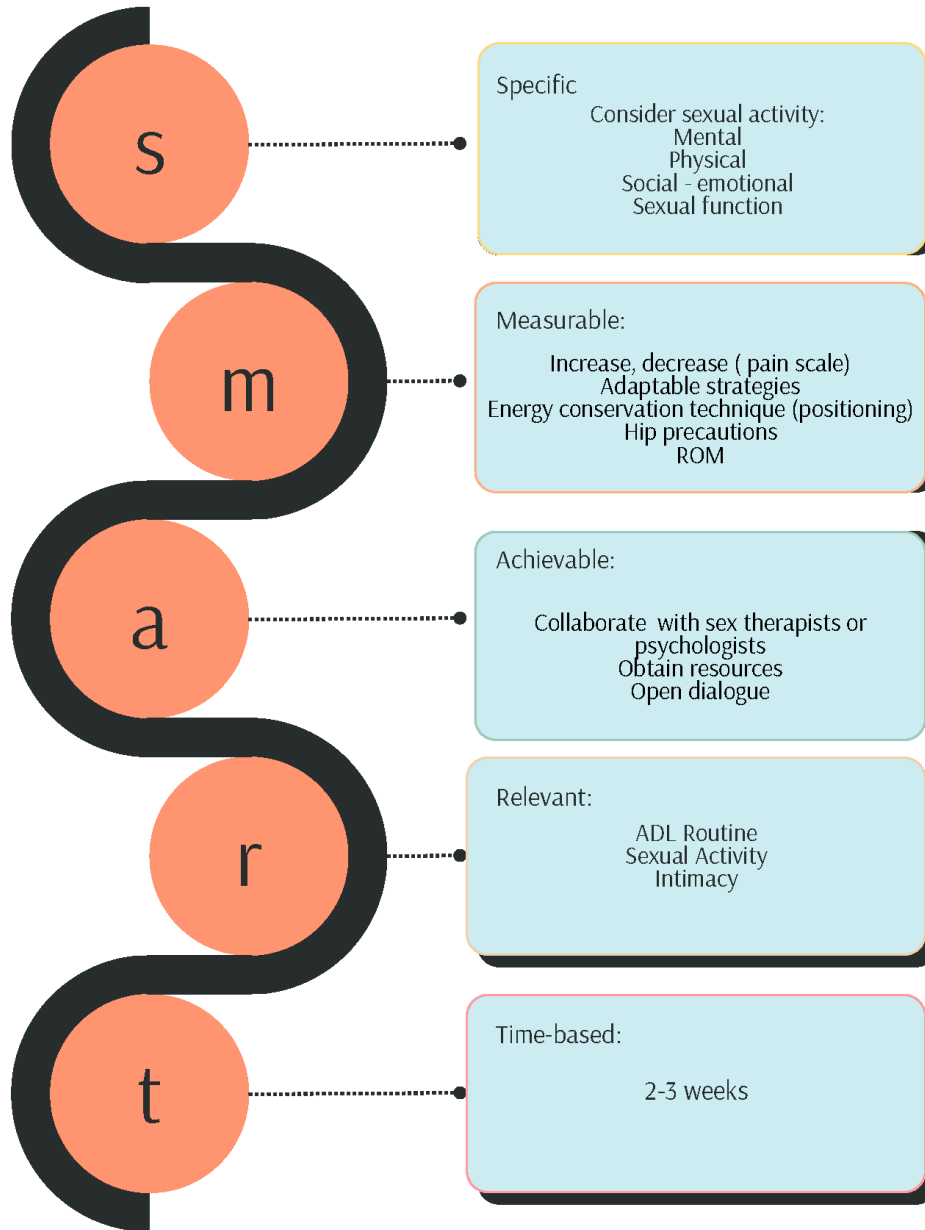 s
Specific
Consider sexual activity:
Mental
Physical
Social - emotional
Sexual function
m
Measurable:
Increase, decrease ( pain scale)
Adaptable strategies
Energy conservation technique (positioning)
Hip precautions
ROM
a
Achievable:
Collaborate with sex therapists or
psychologists
Obtain resources
Open dialogue
r
Relevant:
ADL Routine
Sexual Activity
Intimacy
t
Time-based:
2-3 weeks